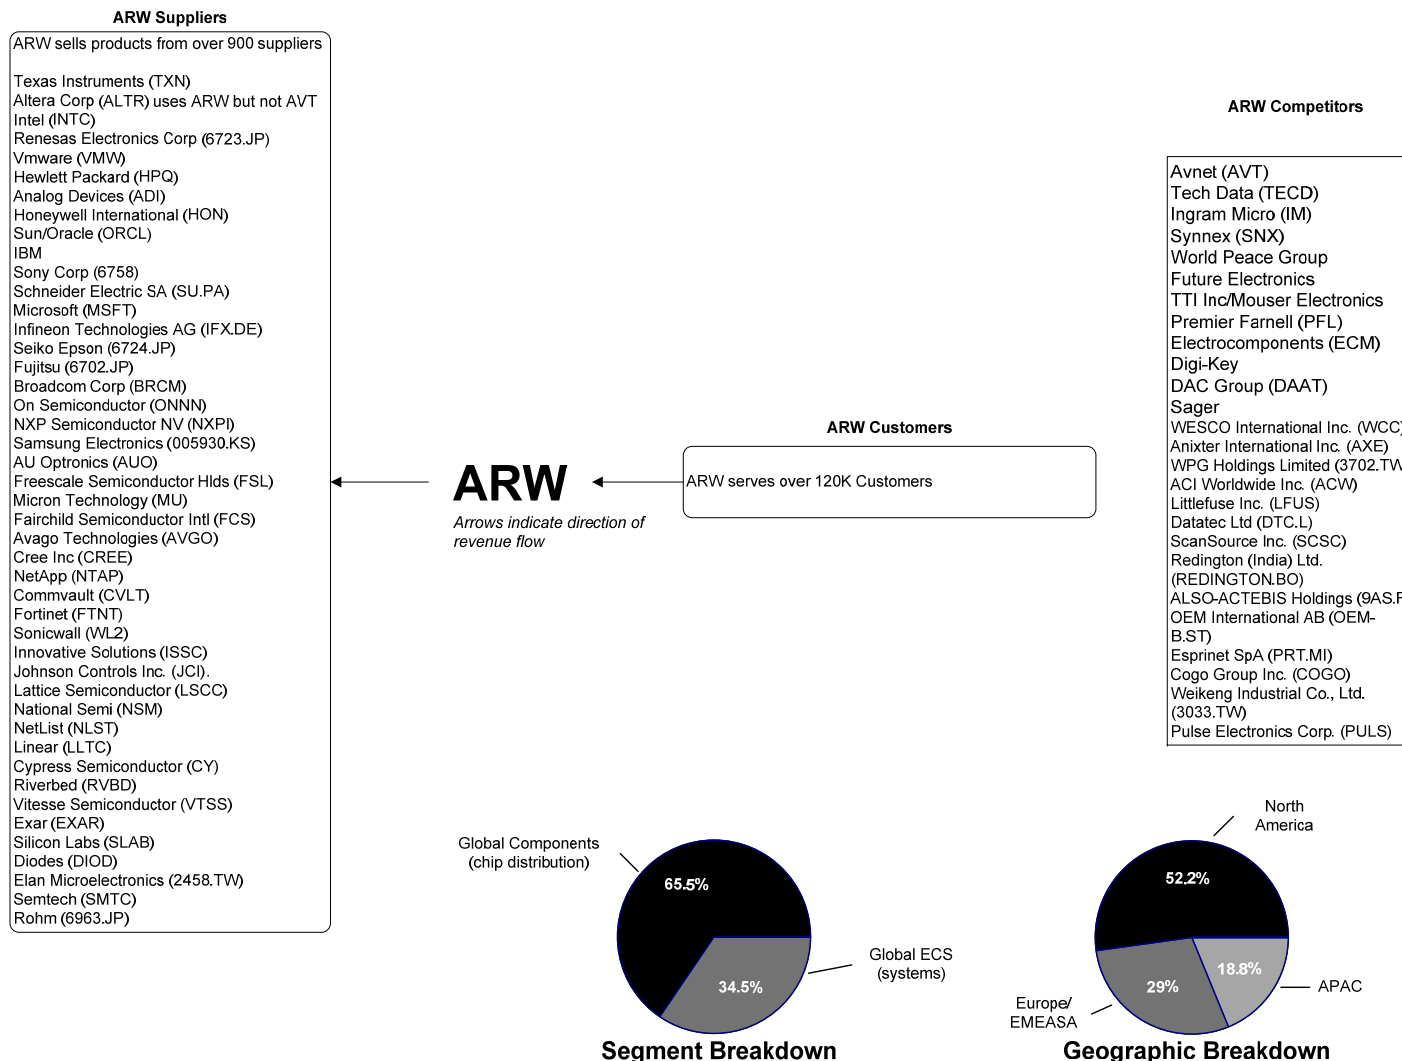 ARW Suppliers
ARW sells products from over 900 suppliers
Texas Instruments (TXN)
Altera Corp (ALTR) uses ARW but not AVT
Intel (INTC)
Renesas Electronics Corp (6723.JP)
Vmware (VMW)
Hewlett Packard (HPQ)
Analog Devices (ADI)
Honeywell International (HON)
Sun/Oracle (ORCL)
IBM
Sony Corp (6758)
Schneider Electric SA (SU.PA)
Microsoft (MSFT)
Infineon Technologies AG (IFX.DE)
Seiko Epson (6724.JP)
Fujitsu (6702.JP)
Broadcom Corp (BRCM)
On Semiconductor (ONNN)
NXP Semiconductor NV (NXPI)
Samsung Electronics (005930.KS)
AU Optronics (AUO)
Freescale Semiconductor Hlds (FSL)
Micron Technology (MU)
Fairchild Semiconductor Intl (FCS)
Avago Technologies (AVGO)
Cree Inc (CREE)
NetApp (NTAP)
Commvault (CVLT)
Fortinet (FTNT)
Sonicwall (WL2)
Innovative Solutions (ISSC)
Johnson Controls Inc. (JCI).
Lattice Semiconductor (LSCC)
National Semi (NSM)
NetList (NLST)
Linear (LLTC)
Cypress Semiconductor (CY)
Riverbed (RVBD)
Vitesse Semiconductor (VTSS)
Exar (EXAR)
Silicon Labs (SLAB)
Diodes (DIOD)
Elan Microelectronics (2458.TW)
Semtech (SMTC)
Rohm (6963.JP)
ARW
Arrows indicate direction of
revenue flow
ARW Customers
ARW serves over 120K Customers
ARW Competitors
Avnet (AVT)
Tech Data (TECD)
Ingram Micro (IM)
Synnex (SNX)
World Peace Group
Future Electronics
TTI Inc/Mouser Electronics
Premier Farnell (PFL)
Electrocomponents (ECM)
Digi-Key
DAC Group (DAAT)
Sager
WESCO International Inc. (WCC)
Anixter International Inc. (AXE)
WPG Holdings Limited (3702.TW
ACI Worldwide Inc. (ACW)
Littlefuse Inc. (LFUS)
Datatec Ltd (DTC.L)
ScanSource Inc. (SCSC)
Redington (India) Ltd.
(REDINGTON.BO)
ALSO-ACTEBIS Holdings (9AS.F
OEM International AB (OEM-
B.ST)
Esprinet SpA (PRT.MI)
Cogo Group Inc. (COGO)
Weikeng Industrial Co., Ltd.
(3033.TW)
Pulse Electronics Corp. (PULS)
Global Components
(chip distribution)
65.5%
34.5%
Global ECS
(systems)
Segment Breakdown
North
America
52.2%
29%
18.8%
APAC
Europe/
EMEASA
Geographic Breakdown